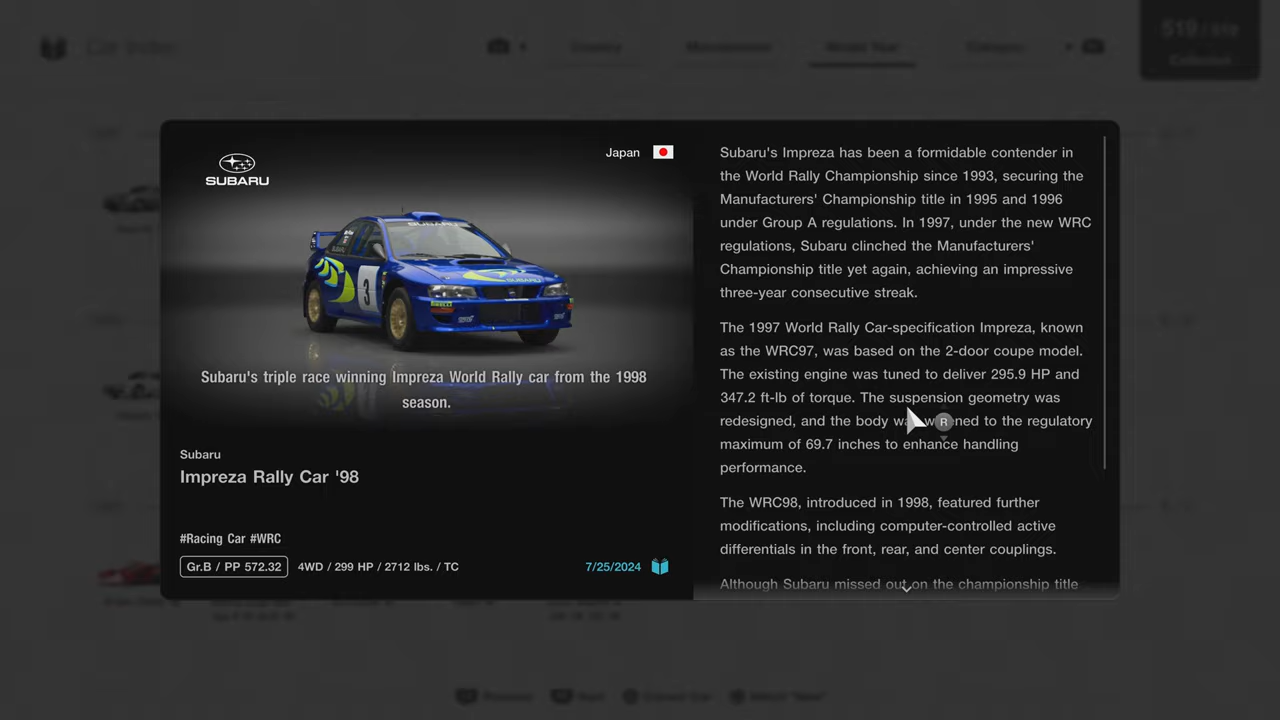 Car Index
519
Japan
SUBARU
Subaru's triple race winning Impreza World Rally car from the 1998
season.
Subaru
Impreza Rally Car '98
#Racing Car #WRC
Gr.B / PP 572.32
4WD / 299 HP / 2712 lbs. / TC
7/25/2024
Subaru's Impreza has been a formidable contender in
the World Rally Championship since 1993, securing the
Manufacturers' Championship title in 1995 and 1996
under Group A regulations. In 1997, under the new WRC
regulations, Subaru clinched the Manufacturers'
Championship title yet again, achieving an impressive
three-year consecutive streak.
The 1997 World Rally Car-specification Impreza, known
as the WRC97, was based on the 2-door coupe model.
The existing engine was tuned to deliver 295.9 HP and
347.2 ft-lb of torque. The suspension geometry was
redesigned, and the body to the regulatory
maximum of 69.7 inches to enhance handling
performance.
The WRC98, introduced in 1998, featured further
modifications, including computer-controlled active
differentials in the front, rear, and center couplings.
Although Subaru missed out on the championship title
3
R